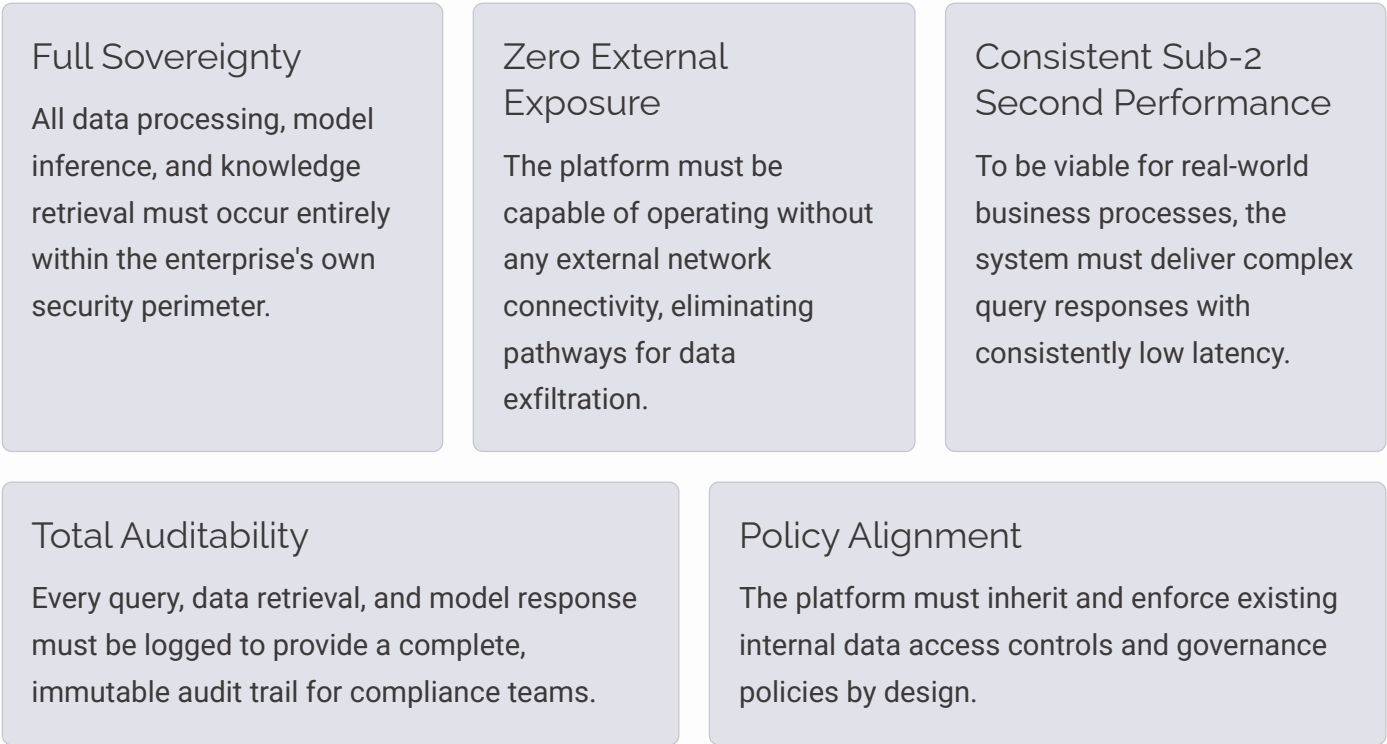 Full Sovereignty
All data processing, model
inference, and knowledge
retrieval must occur entirely
within the enterprise's own
security perimeter.
Zero External
Exposure
The platform must be
capable of operating without
any external network
connectivity, eliminating
pathways for data
exfiltration.
Consistent Sub-2
Second Performance
To be viable for real-world
business processes, the
system must deliver complex
query responses with
consistently low latency.
Total Auditability
Every query, data retrieval, and model response
must be logged to provide a complete,
immutable audit trail for compliance teams.
Policy Alignment
The platform must inherit and enforce existing
internal data access controls and governance
policies by design.